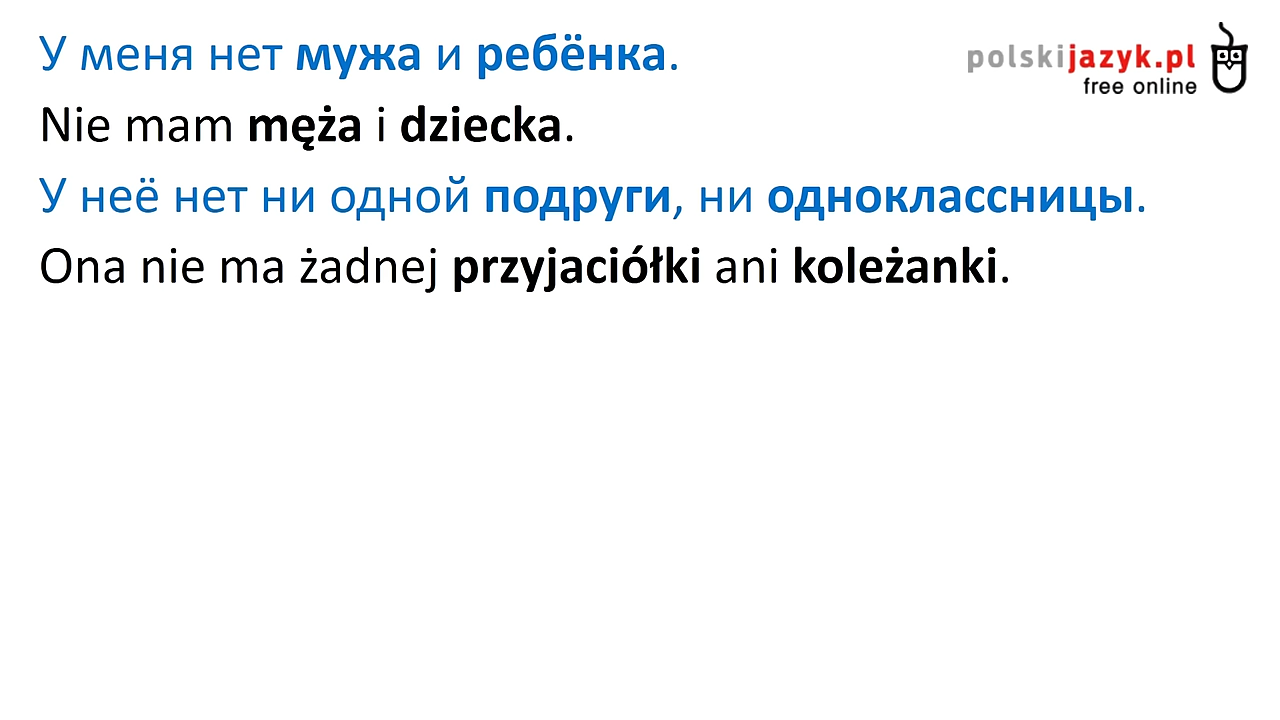 У меня нет мужа и ребёнка.
polskijazyk.pl
free online
Nie mam męża i dziecka.
У неё нет ни одной подруги, ни одноклассницы.
Ona nie ma żadnej przyjaciółki ani koleżanki.